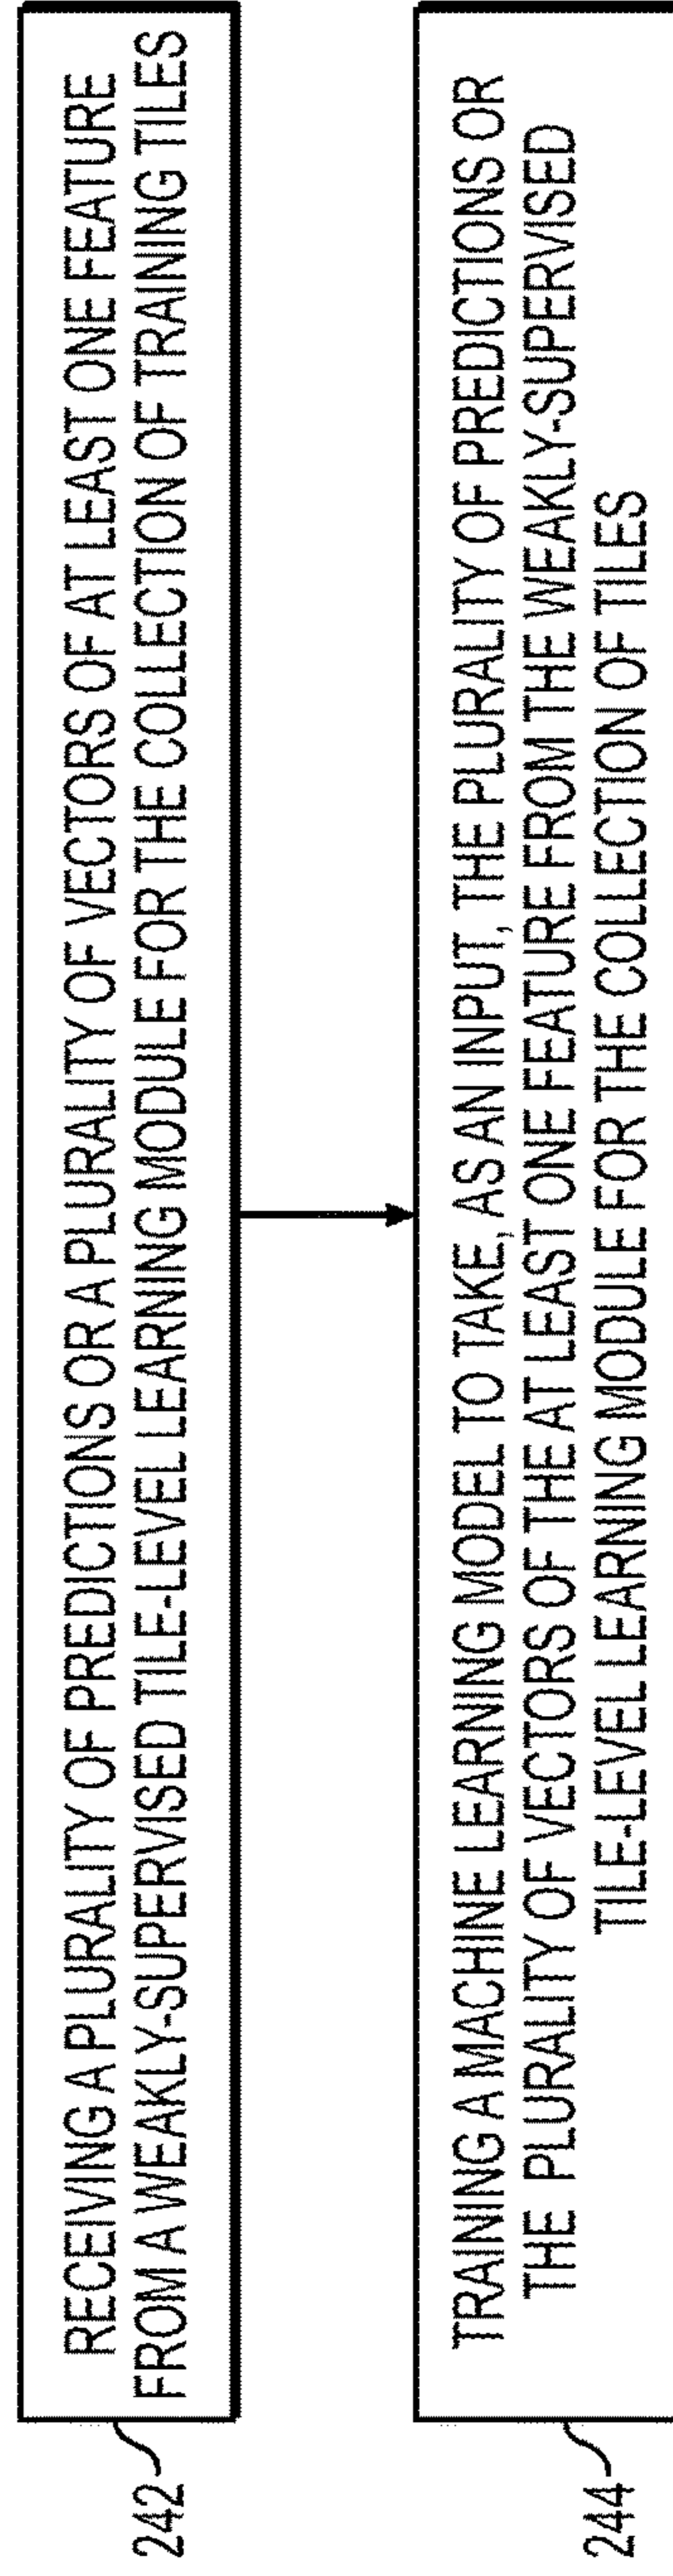 RECEIVING A PLURALITY OF PREDICTIONS OR A PLURALITY OF VECTORS OF AT LEAST ONE FEATURE
FROM A WEAKLY-SUPERVISED TILE-LEVEL LEARNING MODULE FOR THE COLLECTION OF TRAINING TILES
242
TRAINING A MACHINE LEARNING MODEL TO TAKE, AS AN INPUT, THE PLURALITY OF PREDICTIONS OR
THE PLURALITY OF VECTORS OF THE AT LEAST ONE FEATURE FROM THE WEAKLY-SUPERVISED
TILE-LEVEL LEARNING MODULE FOR THE COLLECTION OF TILES
244